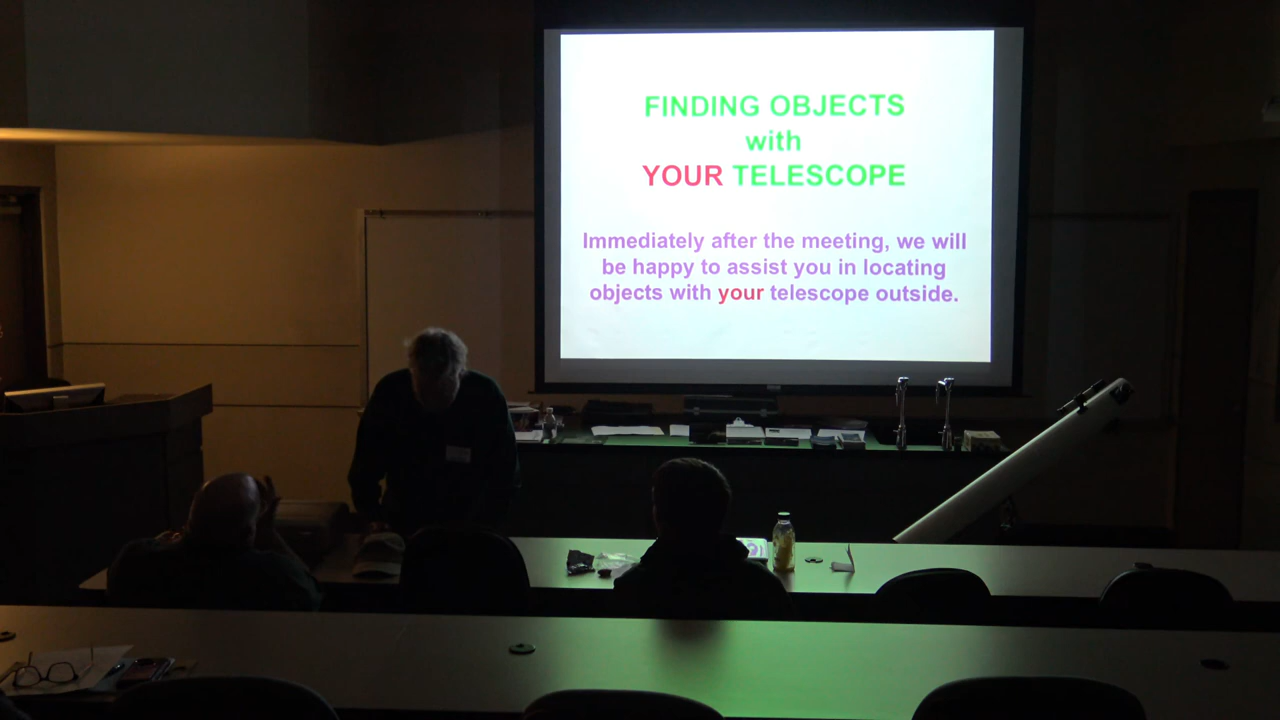 FINDING OBJECTS
with
YOUR TELESCOPE
Immediately after the meeting, we will
be happy to assist you in locating
objects with your telescope outside.